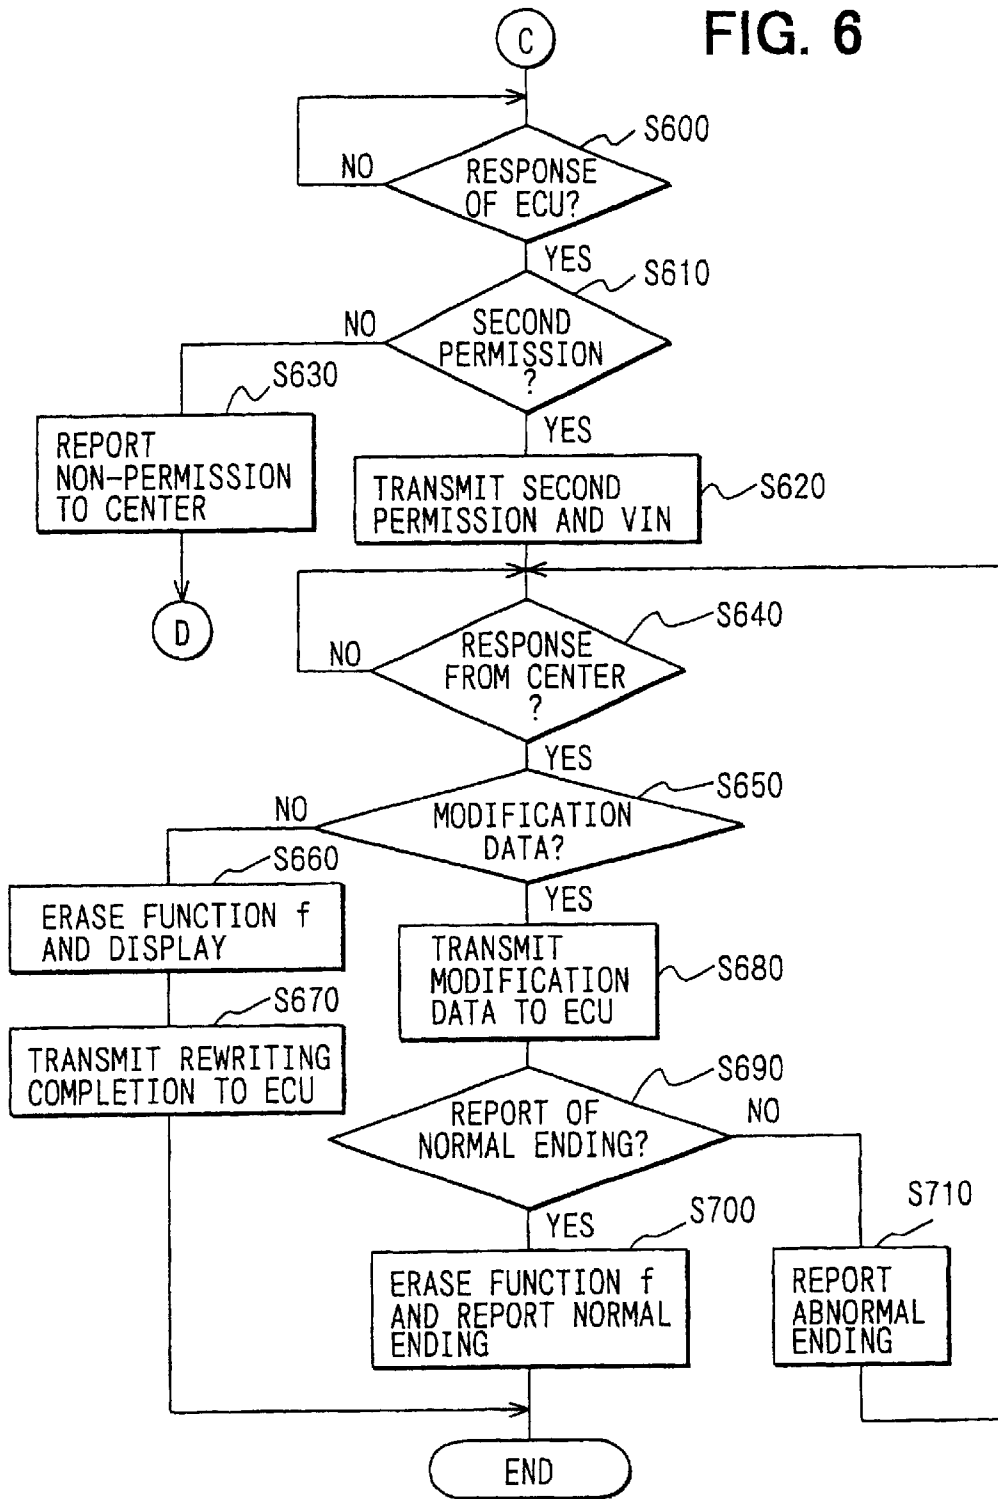 FIG. 6
C
S600
NO
RESPONSE
OF ECU?
YES
S610
NO
SECOND
PERMISSION
?
S630
YES
REPORT
NON-PERMISSION
TO CENTER
S620
TRANSMIT SECOND
PERMISSION AND VIN
D
S640
NO
RESPONSE
FROM CENTER
?
YES
S650
NO
MODIFICATION
DATA?
S660
YES
ERASE FUNCTION f
AND DISPLAY
S680
TRANSMIT
MODIFICATION
DATA TO ECU
S670
TRANSMIT REWRITING
COMPLETION TO ECU
S690
REPORT OF
NORMAL ENDING?
NO
YES
S700
S710
ERASE FUNCTION f
AND REPORT NORMAL
ENDING
REPORT
ABNORMAL
ENDING
END